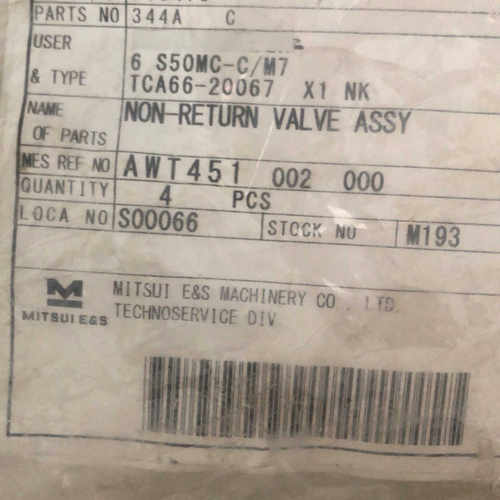 PARTS NO 344A C
USER
6 S50MC-C/M7
& TYPE TCA66-20067 X1 NK
NAME NON-RETURN VALVE ASSY
OF PARTS
MES REF NO AWT451 002 000
QUANTITY 4 PCS
LOCA NO S00066 STOCK NO M193
MITSUI E&S MACHINERY CO., LTD.
MITSUI E&S TECHNOSERVICE DIV